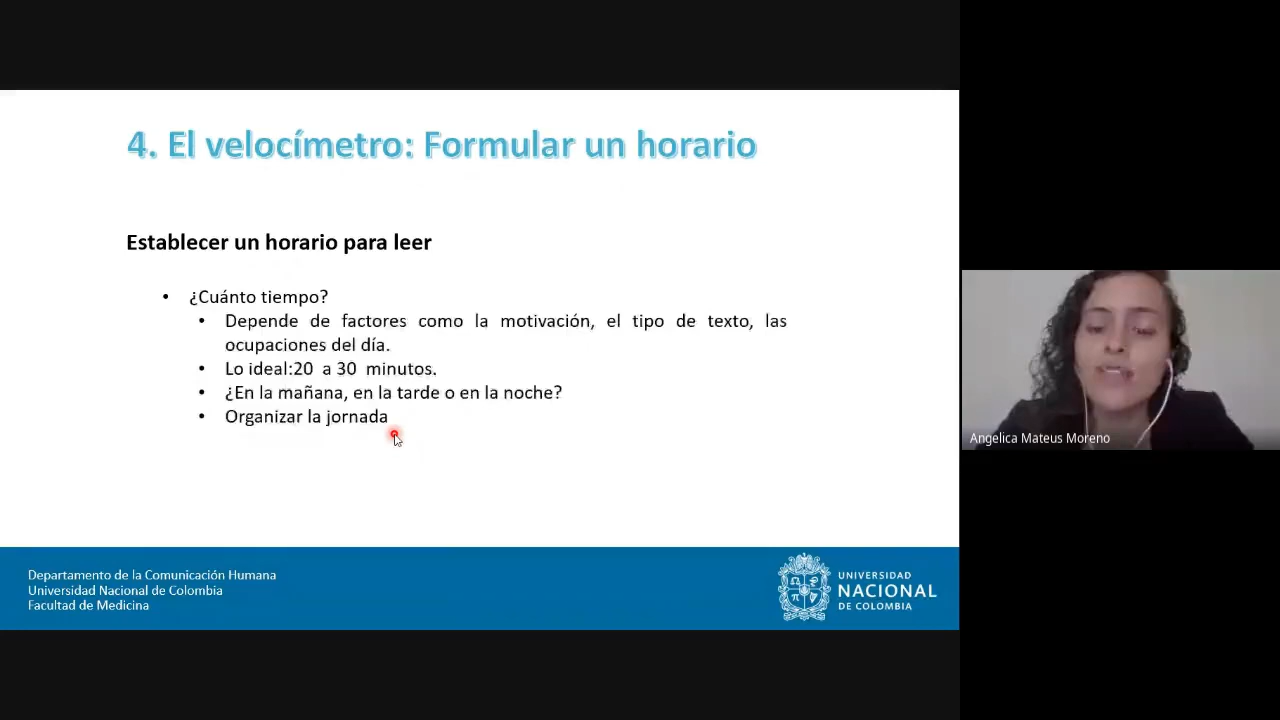 4. El velocímetro: Formular un horario
Establecer un horario para leer
• ¿Cuánto tiempo?
• Depende de factores como la motivación, el tipo de texto, las
ocupaciones del día.
• Lo ideal:20 a 30 minutos.
• ¿En la mañana, en la tarde o en la noche?
• Organizar la jornada
Departamento de la Comunicación Humana
Universidad Nacional de Colombia
Facultad de Medicina
UNIVERSIDAD
NACIONAL
DE COLOMBIA
Angelica Mateus Moreno